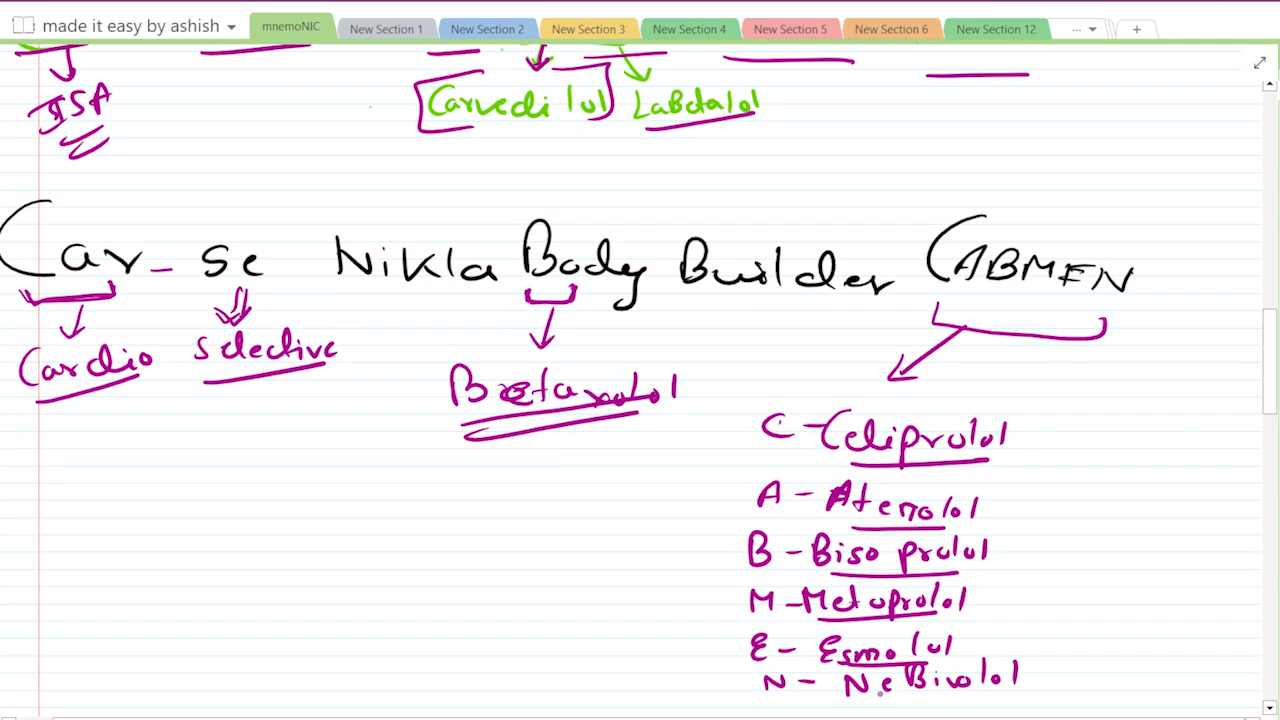 made it easy by ashish
mnemoNIC
New Section 1
New Section 2
New Section 3
New Section 4
New Section 5
New Section 6
New Section 12
ISA
Carvedilol
LaBetalol
Car - Se Nikla Body Builder CABMEN
Cardio
Selective
Betaxolol
C - Celiprolol
A - Atenolol
B - Bisoprolol
M - Metoprolol
E - Esmolol
N - NeBivolol